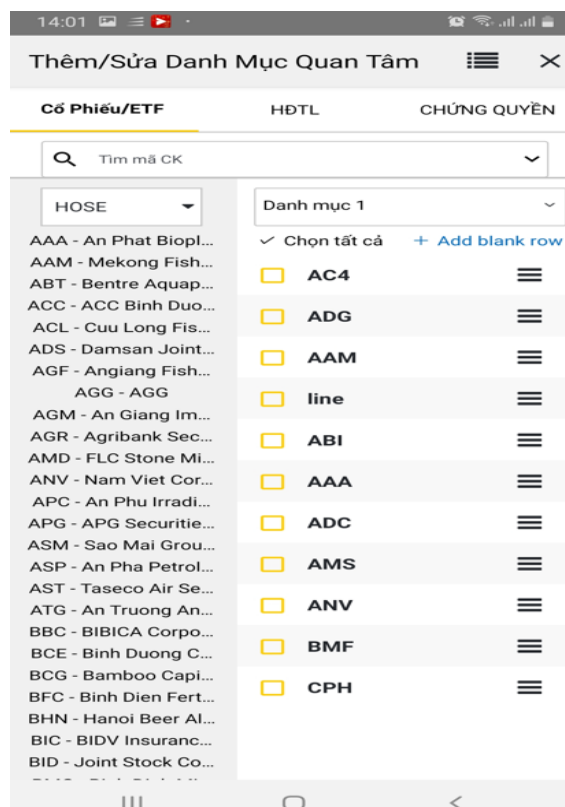 14:01
Thêm/Sửa Danh Mục Quan Tâm
Cổ Phiếu/ETF HĐTL CHỨNG QUYỀN
Tìm mã CK
HOSE
AAA - An Phat Biopl...
AAM - Mekong Fish...
ABT - Bentre Aquap...
ACC - ACC Binh Duo...
ACL - Cuu Long Fis...
ADS - Damsan Joint...
AGF - Angiang Fish...
AGG - AGG
AGM - An Giang Im...
AGR - Agribank Sec...
AMD - FLC Stone Mi...
ANV - Nam Viet Cor...
APC - An Phu Irradi...
APG - APG Securitie...
ASM - Sao Mai Grou...
ASP - An Pha Petrol...
AST - Taseco Air Se...
ATG - An Truong An...
BBC - BIBICA Corpo...
BCE - Binh Duong C...
BCG - Bamboo Capi...
BFC - Binh Dien Fert...
BHN - Hanoi Beer Al...
BIC - BIDV Insuranc...
BID - Joint Stock Co...
Danh mục 1
Chọn tất cả + Add blank row
AC4
ADG
AAM
line
ABI
AAA
ADC
AMS
ANV
BMF
CPH